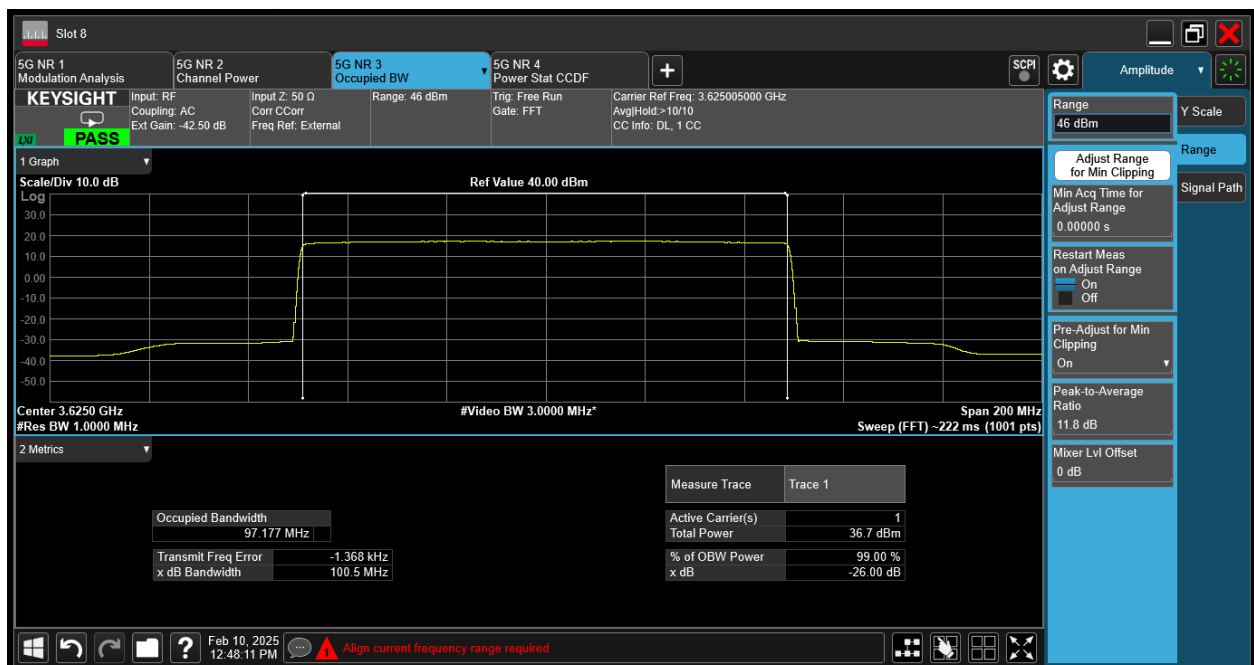 Slot 8
5G NR 1
Modulation Analysis
5G NR 2
Channel Power
5G NR 3
Occupied BW
5G NR 4
Power Stat CCDF
SCPI
Amplitude
KEYSIGHT
LXI
PASS
Input: RF
Coupling: AC
Ext Gain: -42.50 dB
Input Z: 50 Ω
Corr CCorr
Freq Ref: External
Range: 46 dBm
Trig: Free Run
Gate: FFT
Carrier Ref Freq: 3.625005000 GHz
Avg|Hold:>10/10
CC Info: DL, 1 CC
1 Graph
Scale/Div 10.0 dB
Ref Value 40.00 dBm
Log
30.0
20.0
10.0
0.00
-10.0
-20.0
-30.0
-40.0
-50.0
Center 3.6250 GHz
#Video BW 3.0000 MHz*
Span 200 MHz
#Res BW 1.0000 MHz
Sweep (FFT) ~222 ms (1001 pts)
2 Metrics
Measure Trace
Trace 1
Occupied Bandwidth
97.177 MHz
Active Carrier(s)
1
Total Power
36.7 dBm
Transmit Freq Error
-1.368 kHz
x dB Bandwidth
100.5 MHz
% of OBW Power
99.00 %
x dB
-26.00 dB
Range
46 dBm
Adjust Range
for Min Clipping
Min Acq Time for
Adjust Range
0.00000 s
Restart Meas
on Adjust Range
On
Off
Pre-Adjust for Min
Clipping
On
Peak-to-Average
Ratio
11.8 dB
Mixer Lvl Offset
0 dB
Y Scale
Range
Signal Path
?
Feb 10, 2025
12:48:11 PM
1
Align current frequency range required